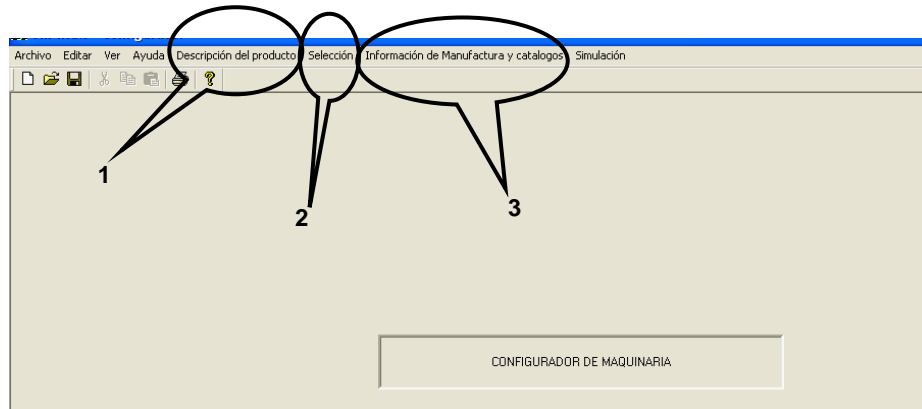 Archivo Editar Ver Ayuda Descripción del producto Selección Información de Manufactura y catalogos Simulación
1
2
3
CONFIGURADOR DE MAQUINARIA